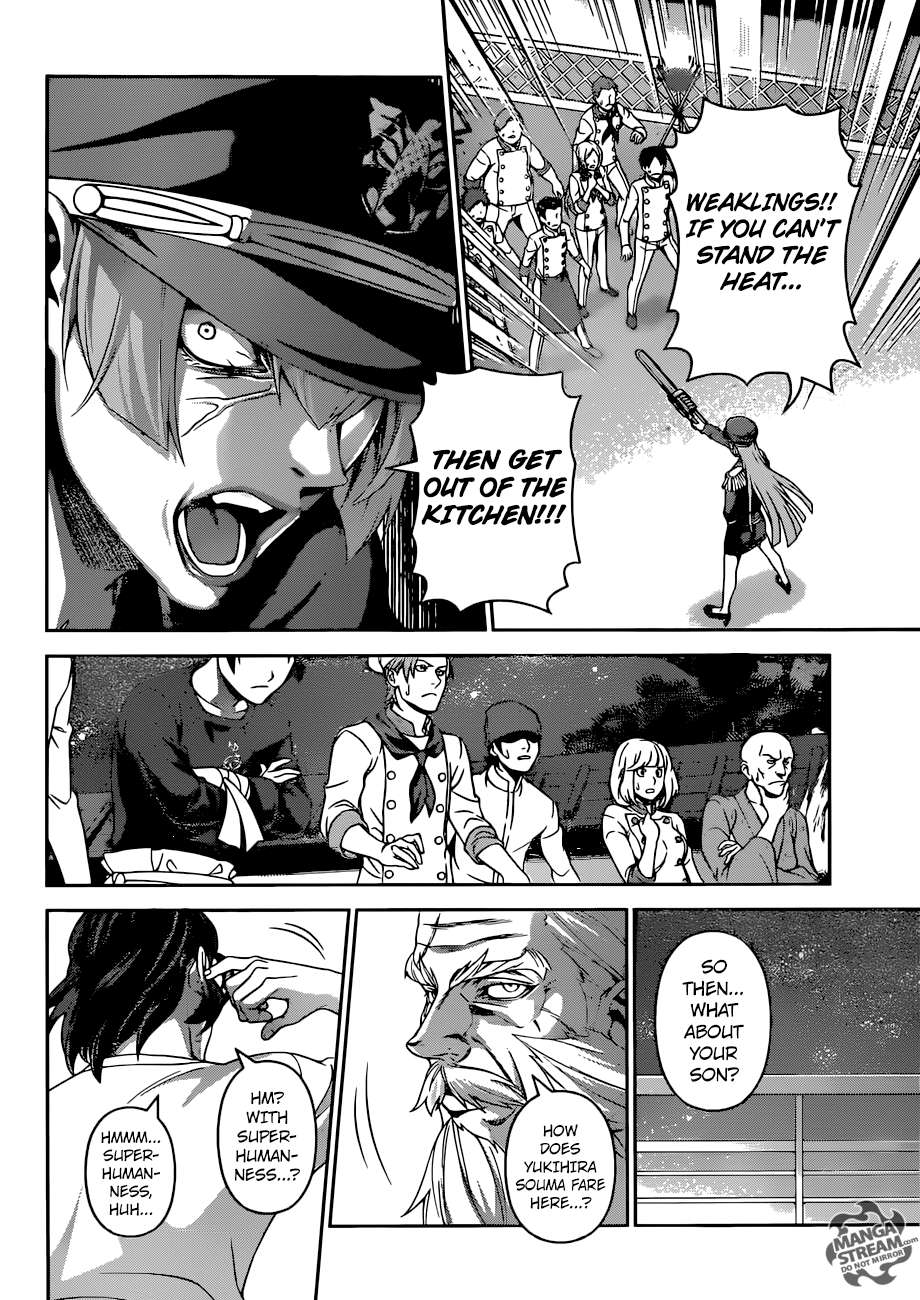 WEAKLINGS!!
IF YOU CAN'T
STAND THE
HEAT...
THEN GET
OUT OF THE
KITCHEN!!!
SO
THEN...
WHAT
ABOUT
YOUR
SON?
HOW
DOES
YUKIHIRA
SOUMA FARE
HERE...?
HM?
WITH
SUPER-
HUMAN-
NESS...?
HMMM...
SUPER-
HUMAN-
NESS,
HUH...
MANGA
STREAM.com
DO NOT MIRROR